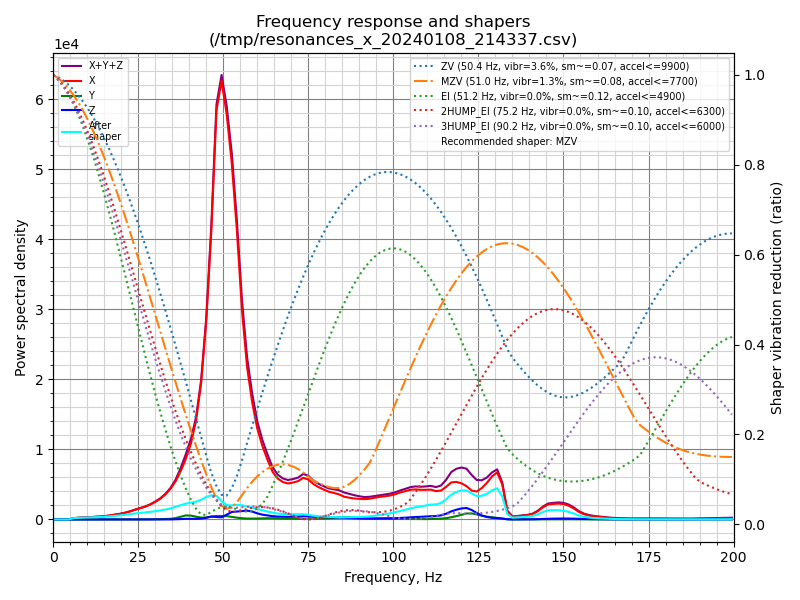 Frequency response and shapers
(/tmp/resonances_x_20240108_214337.csv)
1e4
X+Y+Z
X
Y
Z
After
shaper
ZV (50.4 Hz, vibr=3.6%, sm~=0.07, accel<=9900)
MZV (51.0 Hz, vibr=1.3%, sm~=0.08, accel<=7700)
EI (51.2 Hz, vibr=0.0%, sm~=0.12, accel<=4900)
2HUMP_EI (75.2 Hz, vibr=0.0%, sm~=0.10, accel<=6300)
3HUMP_EI (90.2 Hz, vibr=0.0%, sm~=0.10, accel<=6000)
Recommended shaper: MZV
6
5
4
3
2
1
0
Power spectral density
1.0
0.8
0.6
0.4
0.2
0.0
Shaper vibration reduction (ratio)
0 25 50 75 100 125 150 175 200
Frequency, Hz